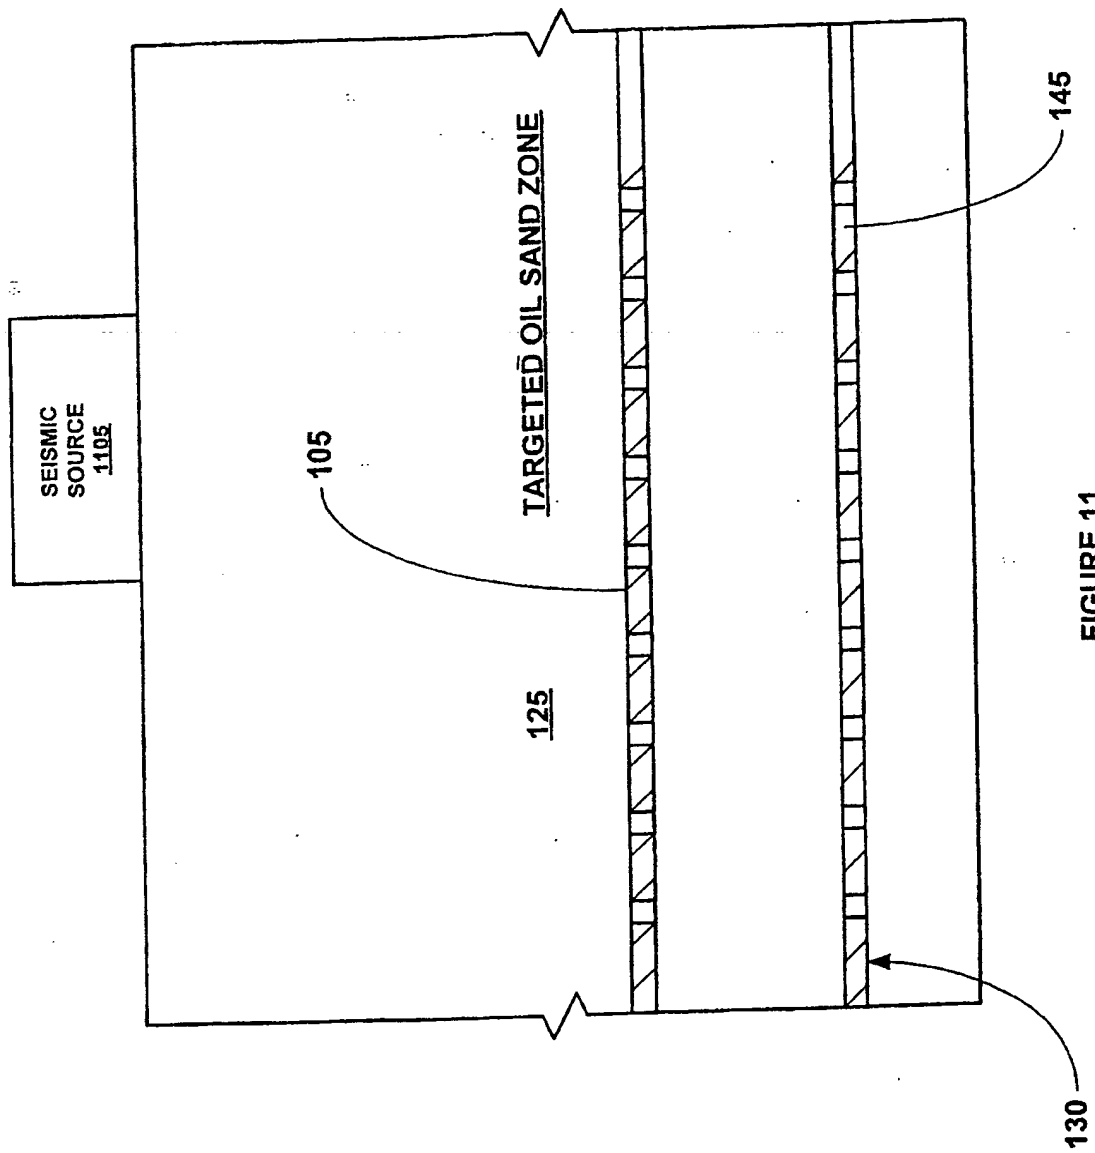 SEISMIC
SOURCE
1105
105
TARGETED OIL SAND ZONE
125
145
130
FIGURE 11